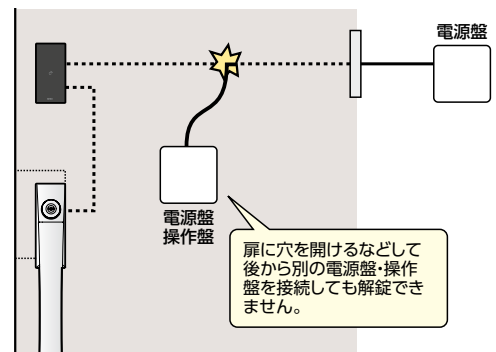 電源盤
電源盤
操作盤
扉に穴を開けるなどして
後から別の電源盤・操作
盤を接続しても解錠でき
ません。